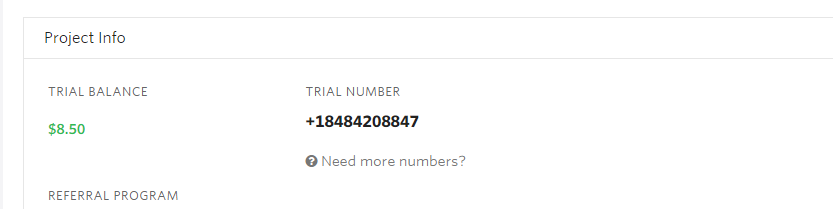 Project Info
TRIAL BALANCE
TRIAL NUMBER
$8.50
+18484208847
Need more numbers?
REFERRAL PROGRAM